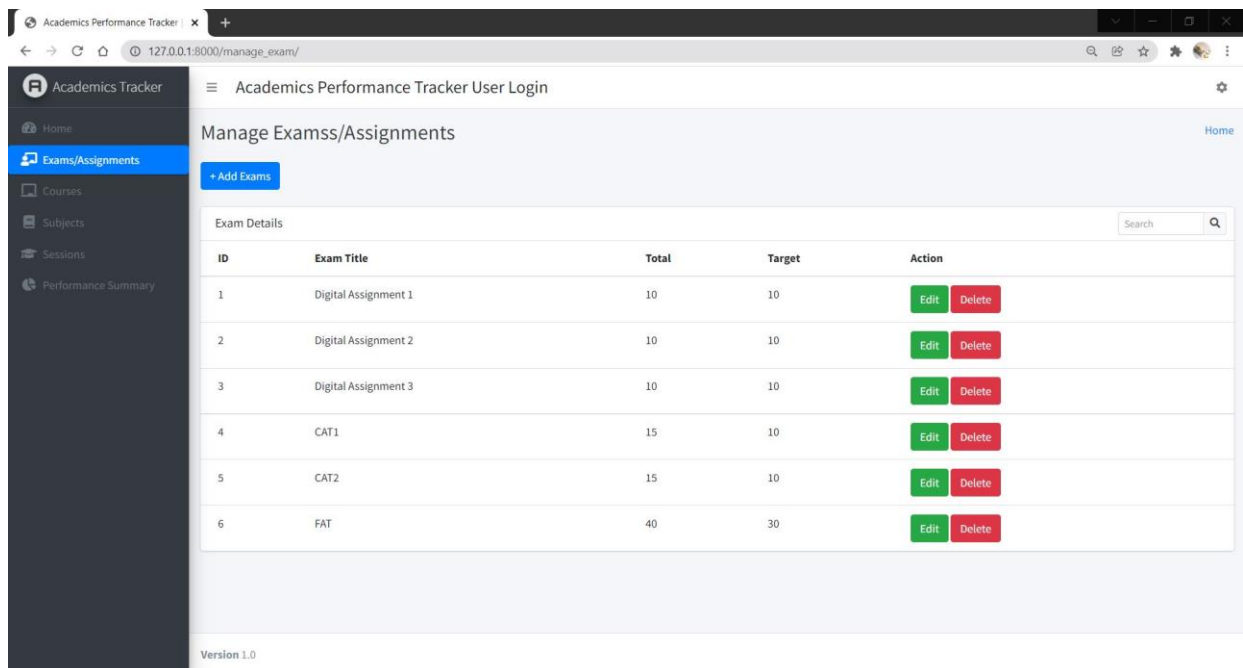 Academics Performance Tracker |
127.0.0.1:8000/manage_exam/
Academics Tracker
Academics Performance Tracker User Login
Home
Exams/Assignments
Courses
Subjects
Sessions
Performance Summary
Manage Examss/Assignments
Home
+ Add Exams
Exam Details
Search
ID Exam Title Total Target Action
1 Digital Assignment 1 10 10 Edit Delete
2 Digital Assignment 2 10 10 Edit Delete
3 Digital Assignment 3 10 10 Edit Delete
4 CAT1 15 10 Edit Delete
5 CAT2 15 10 Edit Delete
6 FAT 40 30 Edit Delete
Version 1.0